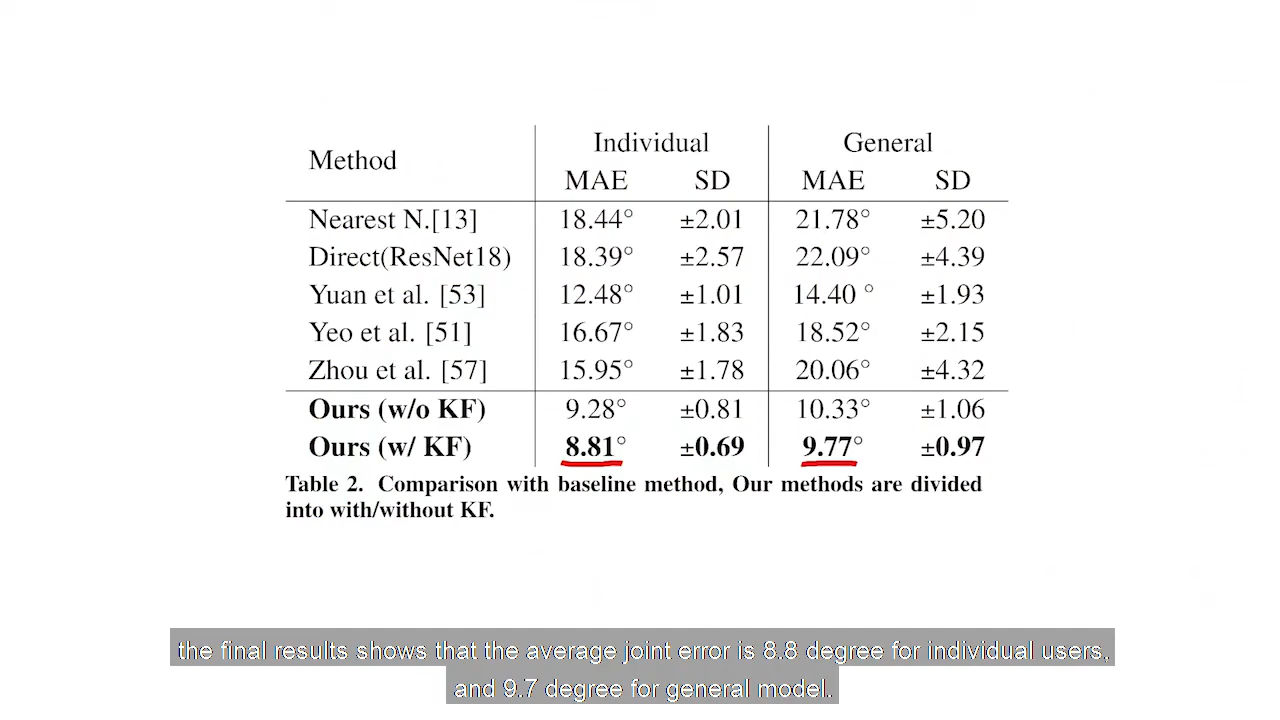 Method Individual General
MAE SD MAE SD
Nearest N.[13] 18.44° ±2.01 21.78° ±5.20
Direct(ResNet18) 18.39° ±2.57 22.09° ±4.39
Yuan et al. [53] 12.48° ±1.01 14.40 ° ±1.93
Yeo et al. [51] 16.67° ±1.83 18.52° ±2.15
Zhou et al. [57] 15.95° ±1.78 20.06° ±4.32
Ours (w/o KF) 9.28° ±0.81 10.33° ±1.06
Ours (w/ KF) 8.81° ±0.69 9.77° ±0.97
Table 2. Comparison with baseline method, Our methods are divided
into with/without KF.
the final results shows that the average joint error is 8.8 degree for individual users,
and 9.7 degree for general model.